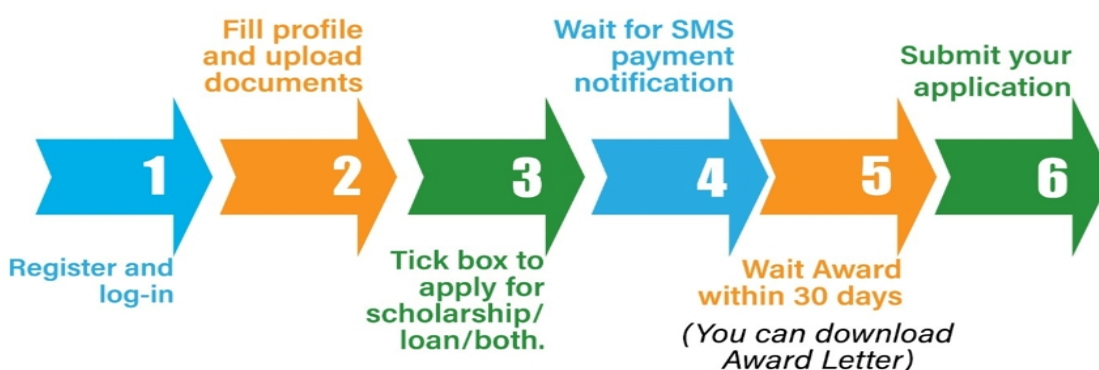 1
Register and
log-in
Fill profile
and upload
documents
2
3
Tick box to
apply for
scholarship/
loan/both.
Wait for SMS
payment
notification
4
5
Wait Award
within 30 days
(You can download
Award Letter)
Submit your
application
6